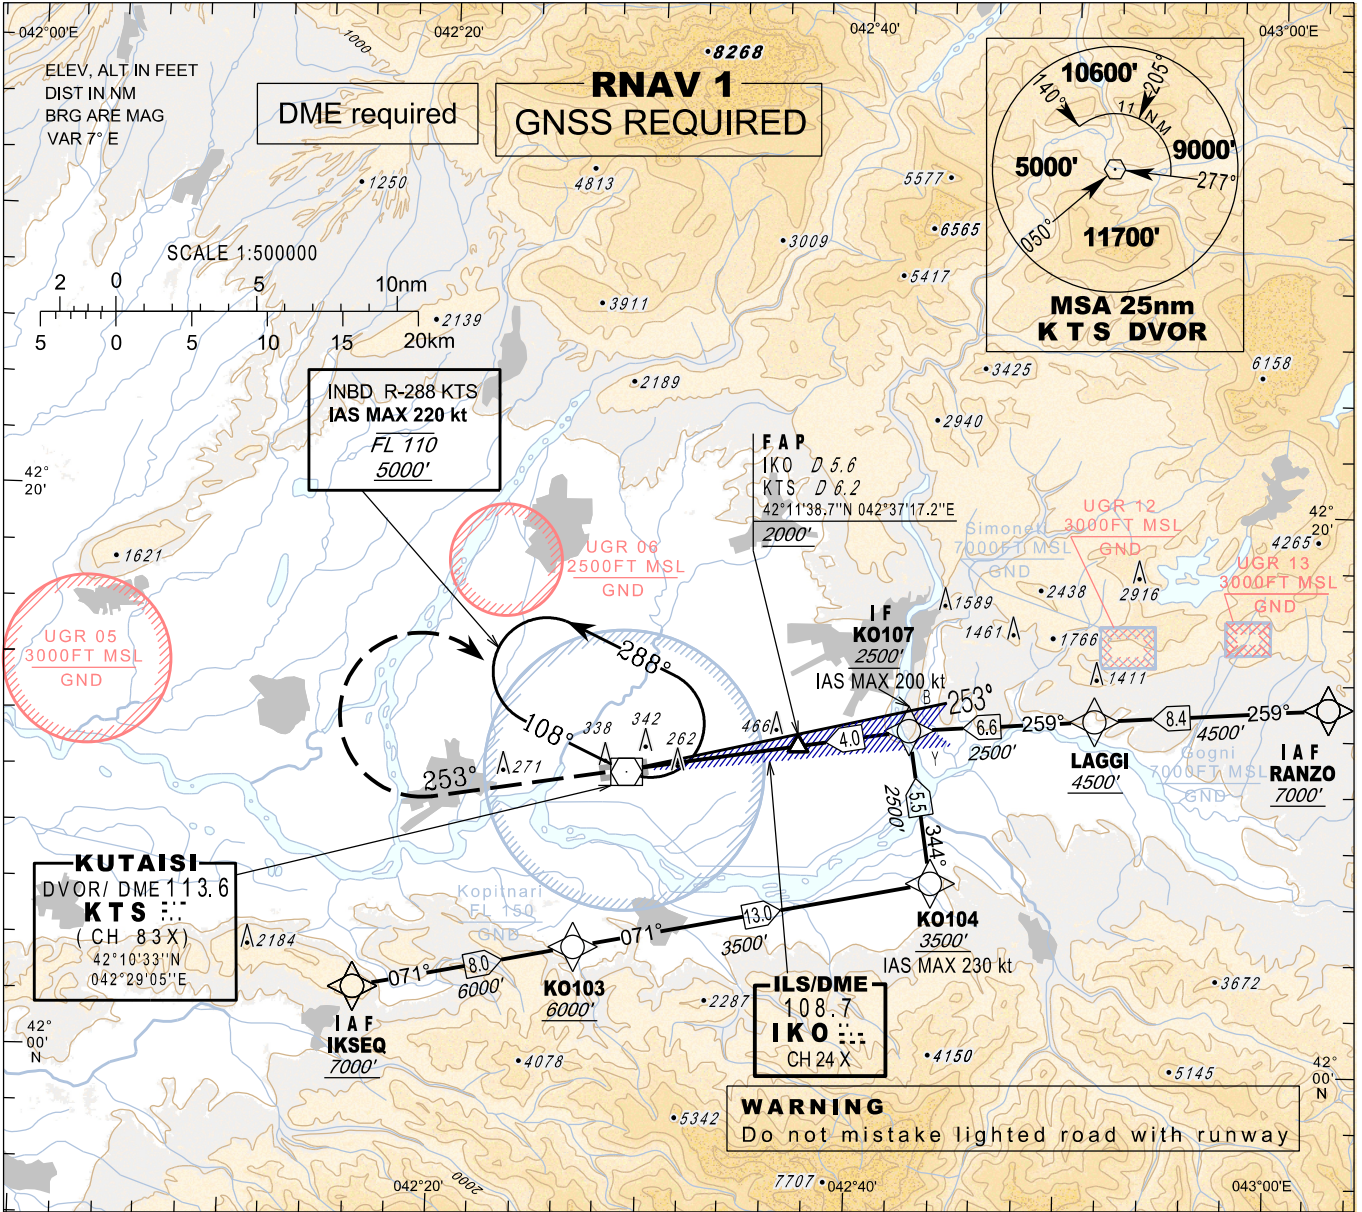 042°00'E
042°20'
042°40'
043°00'E
1000
8268
ELEV, ALT IN FEET
DIST IN NM
BRG ARE MAG
VAR 7° E
DME required
RNAV 1
GNSS REQUIRED
10600'
140°
205°
11 NM
9000'
5000'
277°
050°
11700'
MSA 25nm
KTS DVOR
1250
4813
5577
6565
3009
5417
3911
SCALE 1:500000
2 0 5 10nm
5 0 5 10 15 20km
2139
2189
3425
6158
2940
INBD R-288 KTS
IAS MAX 220 kt
FL 110
5000'
FAP
IKO D 5.6
KTS D 6.2
42°11'38.7"N 042°37'17.2"E
2000'
42°
20'
42°
20'
4265
1621
UGR 06
2500FT MSL
GND
Simoneti
7000FT MSL
GND
UGR 12
3000FT MSL
GND
UGR 13
3000FT MSL
GND
2916
2438
1589
1461
1766
1411
UGR 05
3000FT MSL
GND
IF
KO107
2500'
IAS MAX 200 kt
288°
108°
253°
B
253°
Y
338
342
262
466
271
4.0
6.6
259°
2500'
8.4
4500'
259°
LAGGI
4500'
Gogni
7000FT MSL
GND
IAF
RANZO
7000'
5.5
2500'
344°
KUTAISI
DVOR/ DME 113.6
KTS
(CH 83X)
42°10'33''N
042°29'05''E
2184
Kopitnari
FL 150
GND
KO104
3500'
IAS MAX 230 kt
13.0
071°
3500'
071°
8.0
6000'
KO103
6000'
IAF
IKSEQ
7000'
ILS/DME
108.7
IKO
CH 24 X
2287
3672
4078
4150
5145
5342
7707
42°
00'
N
42°
00'
N
WARNING
Do not mistake lighted road with runway
042°20'
2000
042°40'
043°00'E